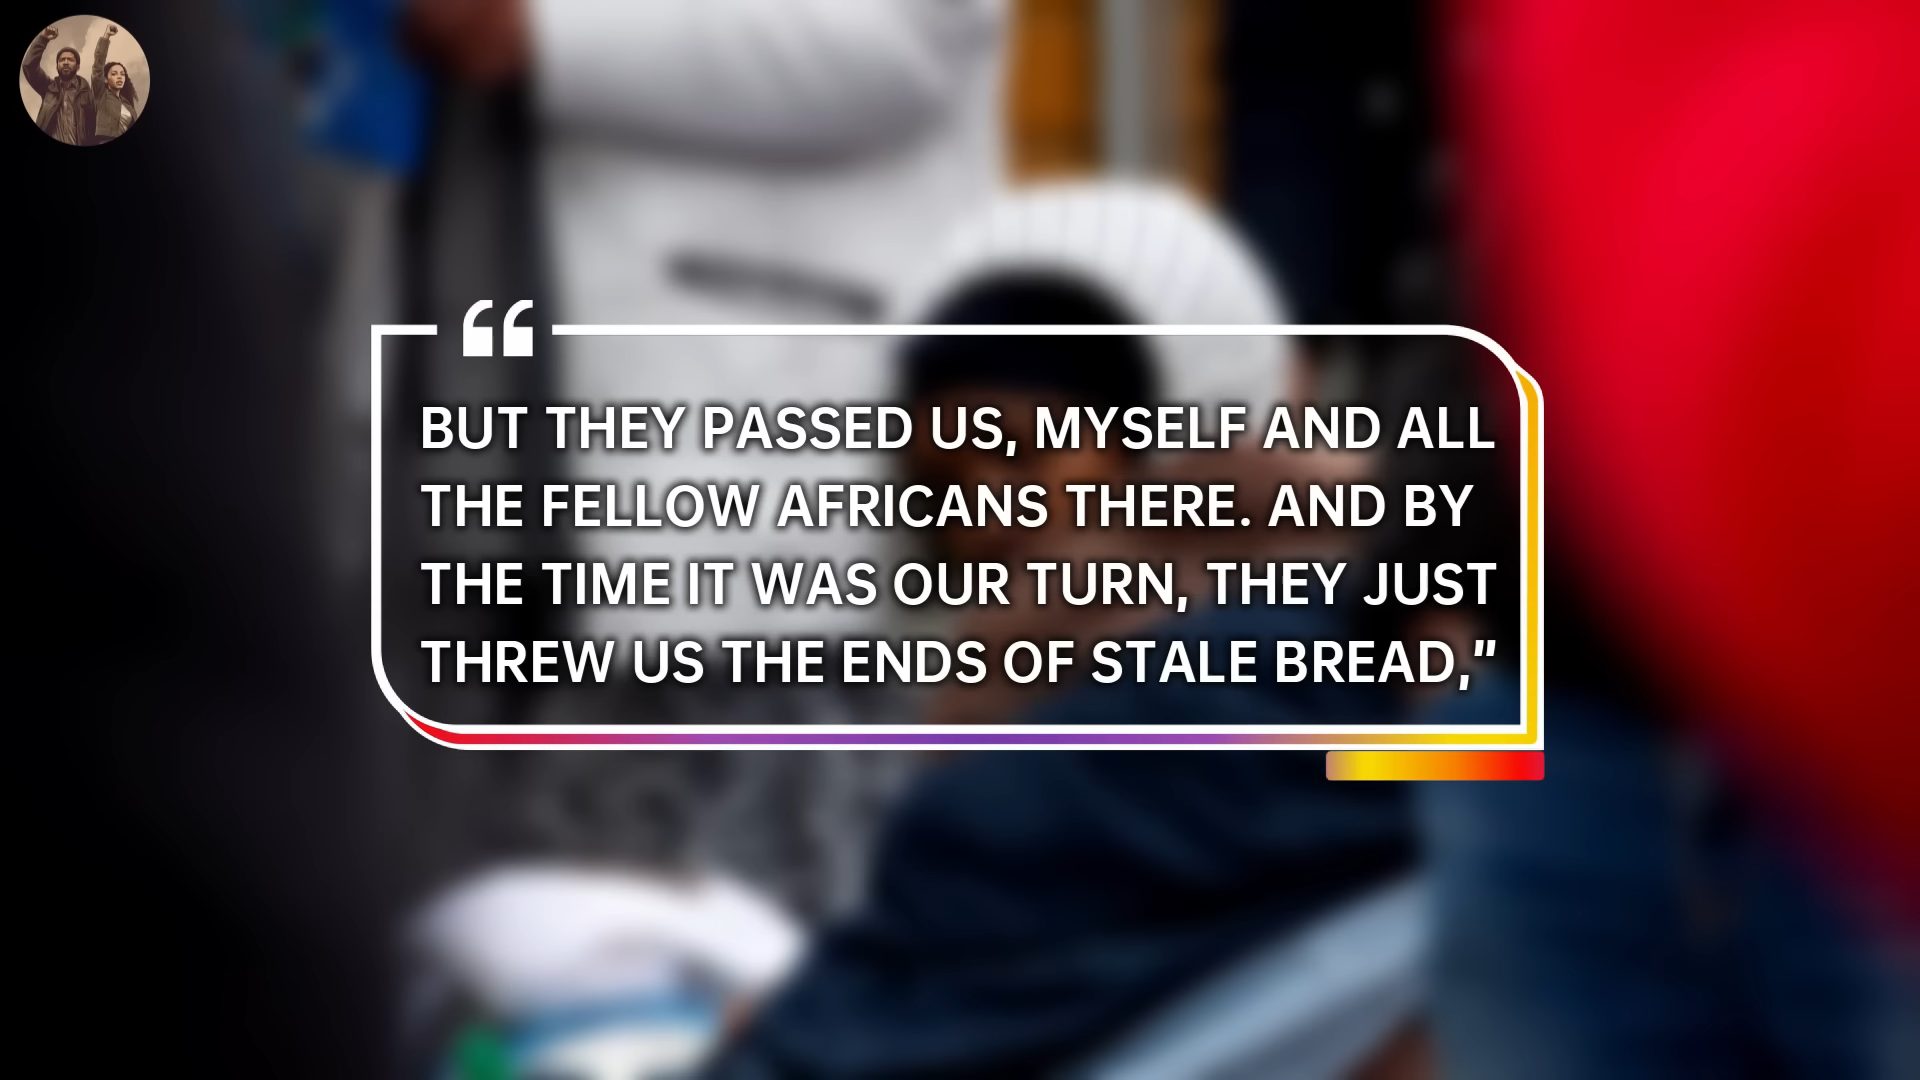 “
BUT THEY PASSED US, MYSELF AND ALL
THE FELLOW AFRICANS THERE. AND BY
THE TIME IT WAS OUR TURN, THEY JUST
THREW US THE ENDS OF STALE BREAD,”